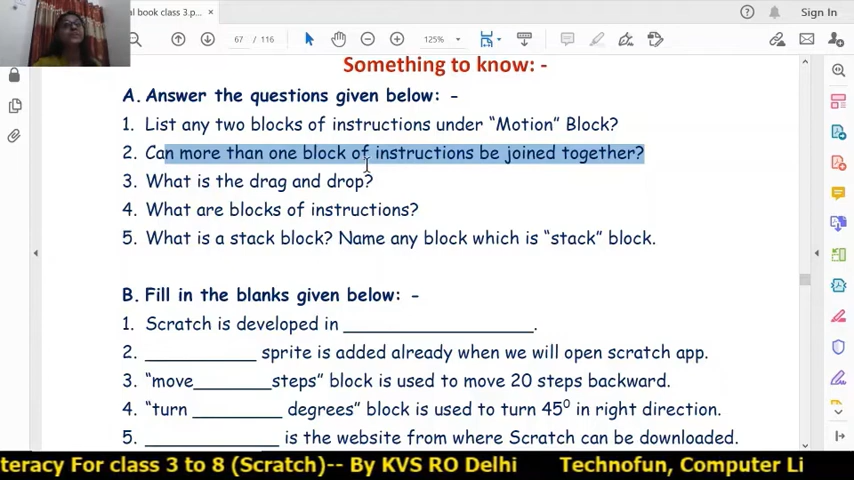 al book class 3.p... ×
Sign In
67 / 116
125%
Something to know: -
A. Answer the questions given below: -
1. List any two blocks of instructions under “Motion” Block?
2. Can more than one block of instructions be joined together?
3. What is the drag and drop?
4. What are blocks of instructions?
5. What is a stack block? Name any block which is “stack” block.
B. Fill in the blanks given below: -
1. Scratch is developed in ___________________.
2. ___________ sprite is added already when we will open scratch app.
3. “move________steps” block is used to move 20 steps backward.
4. “turn _________ degrees” block is used to turn 45⁰ in right direction.
5. _____________ is the website from where Scratch can be downloaded.
teracy For class 3 to 8 (Scratch)-- By KVS RO Delhi Technofun, Computer Li